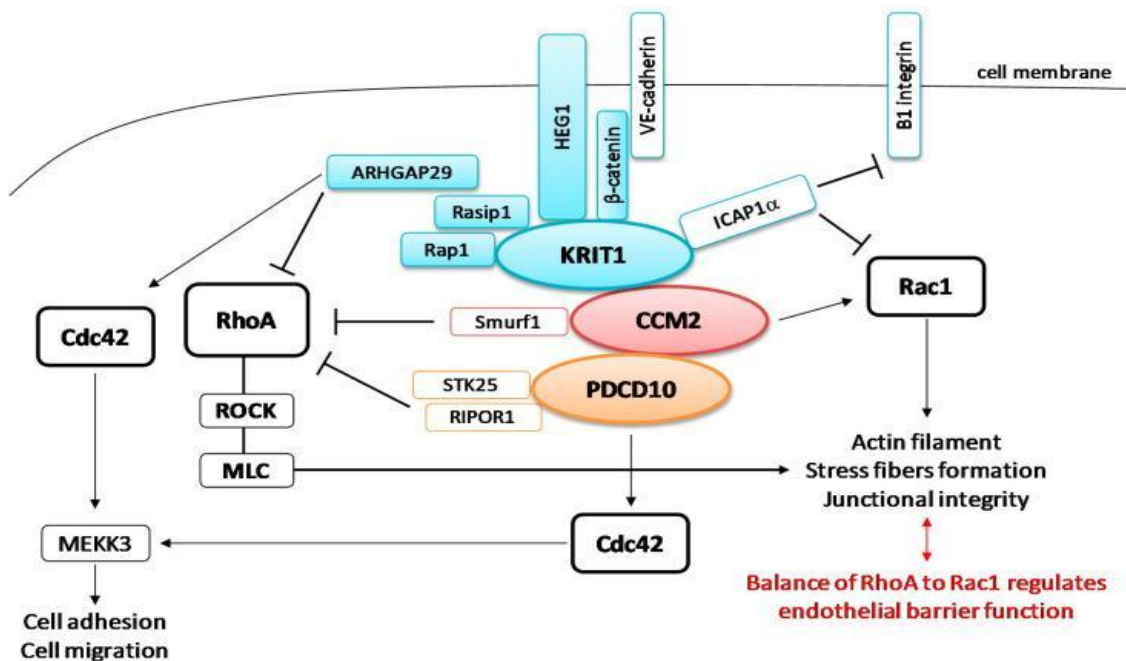 cell membrane
HEG1
VE-cadherin
β-catenin
B1 integrin
ARHGAP29
ICAP1α
Rasip1
Rap1
KRIT1
Rac1
Cdc42
RhoA
Smurf1
CCM2
STK25
RIPOR1
PDCD10
ROCK
MLC
Actin filament
Stress fibers formation
Junctional integrity
MEKK3
Cdc42
Balance of RhoA to Rac1 regulates
endothelial barrier function
Cell adhesion
Cell migration